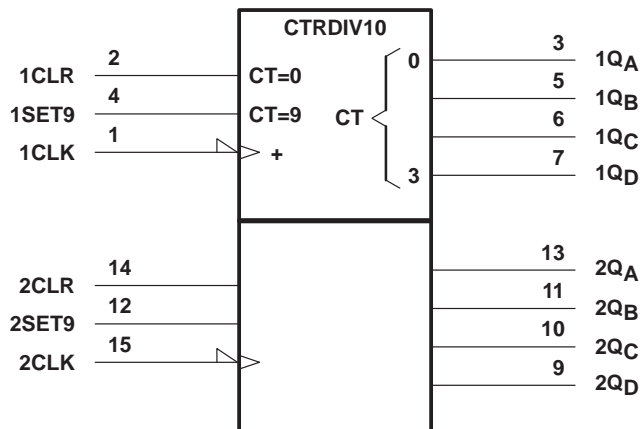 CTRDIV10
1CLR 2 CT=0 0 3 1QA
1SET9 4 CT=9 CT 5 1QB
1CLK 1 + 6 1QC
3 7 1QD
2CLR 14 13 2QA
2SET9 12 11 2QB
2CLK 15 10 2QC
9 2QD